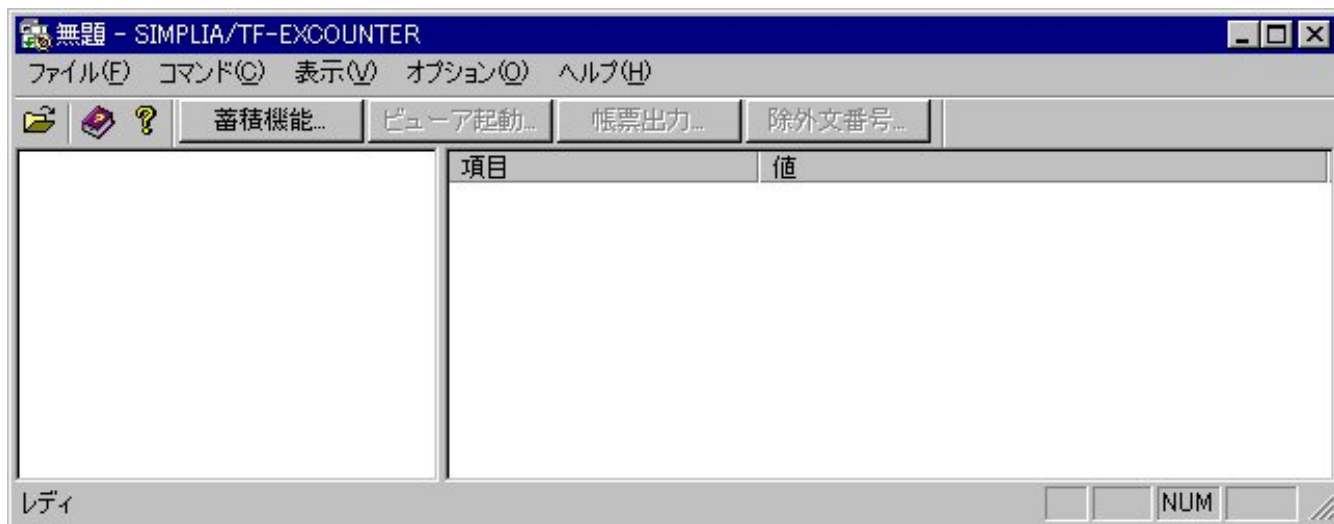 無題 - SIMPLIA/TF-EXCOUNTER
ファイル(F) コマンド(C) 表示(V) オプション(O) ヘルプ(H)
蓄積機能... ビューア起動... 帳票出力... 除外文番号...
項目 値
レディ NUM